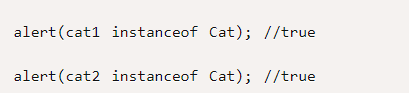 alert(cat1 instanceof Cat); //true
alert(cat2 instanceof Cat); //true